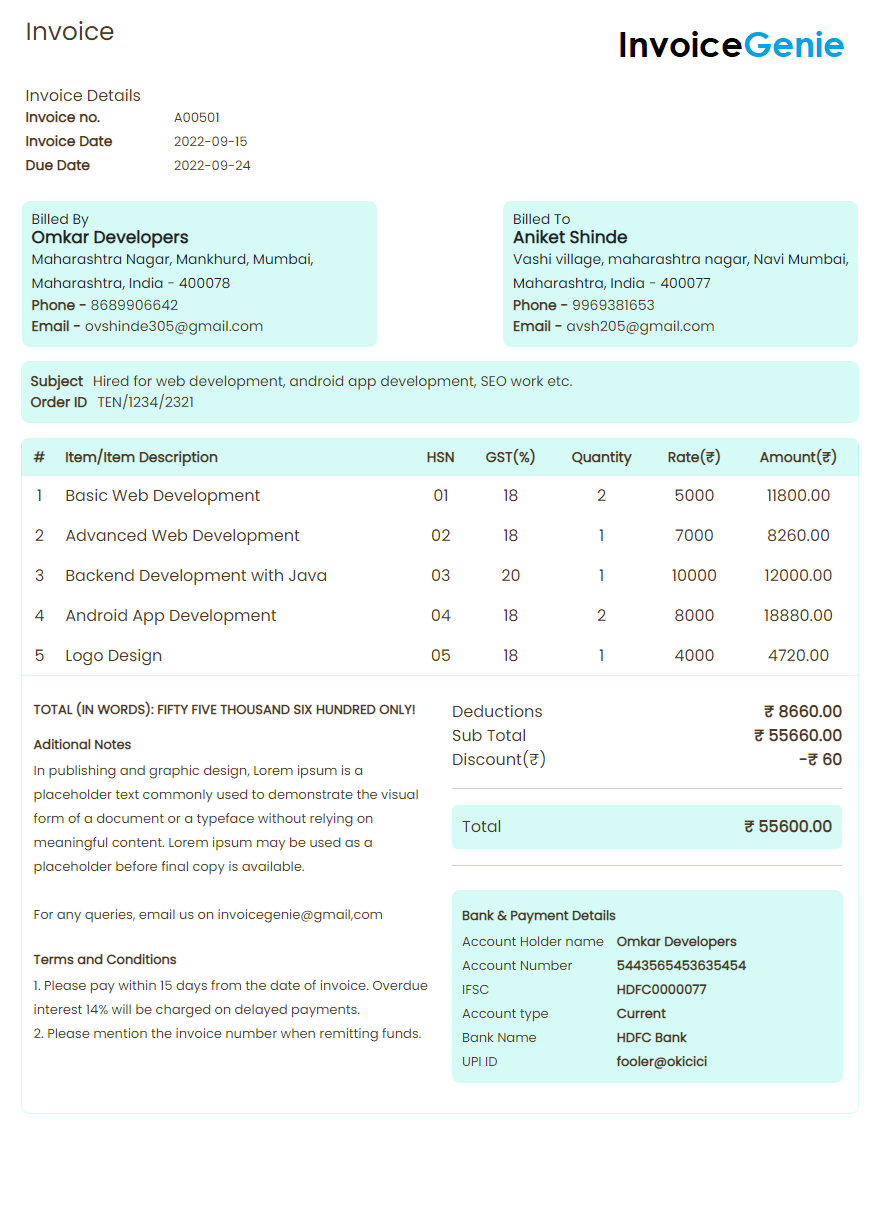 Invoice
InvoiceGenie
Invoice Details
Invoice no. A00501
Invoice Date 2022-09-15
Due Date 2022-09-24
Billed By
Omkar Developers
Maharashtra Nagar, Mankhurd, Mumbai,
Maharashtra, India - 400078
Phone - 8689906642
Email - ovshinde305@gmail.com
Billed To
Aniket Shinde
Vashi village, maharashtra nagar, Navi Mumbai,
Maharashtra, India - 400077
Phone - 9969381653
Email - avsh205@gmail.com
Subject Hired for web development, android app development, SEO work etc.
Order ID TEN/1234/2321
# Item/Item Description HSN GST(%) Quantity Rate(₹) Amount(₹)
1 Basic Web Development 01 18 2 5000 11800.00
2 Advanced Web Development 02 18 1 7000 8260.00
3 Backend Development with Java 03 20 1 10000 12000.00
4 Android App Development 04 18 2 8000 18880.00
5 Logo Design 05 18 1 4000 4720.00
TOTAL (IN WORDS): FIFTY FIVE THOUSAND SIX HUNDRED ONLY!
Aditional Notes
In publishing and graphic design, Lorem ipsum is a
placeholder text commonly used to demonstrate the visual
form of a document or a typeface without relying on
meaningful content. Lorem ipsum may be used as a
placeholder before final copy is available.
For any queries, email us on invoicegenie@gmail,com
Terms and Conditions
1. Please pay within 15 days from the date of invoice. Overdue
interest 14% will be charged on delayed payments.
2. Please mention the invoice number when remitting funds.
Deductions ₹ 8660.00
Sub Total ₹ 55660.00
Discount(₹) -₹ 60
Total ₹ 55600.00
Bank & Payment Details
Account Holder name Omkar Developers
Account Number 5443565453635454
IFSC HDFC0000077
Account type Current
Bank Name HDFC Bank
UPI ID fooler@okicici